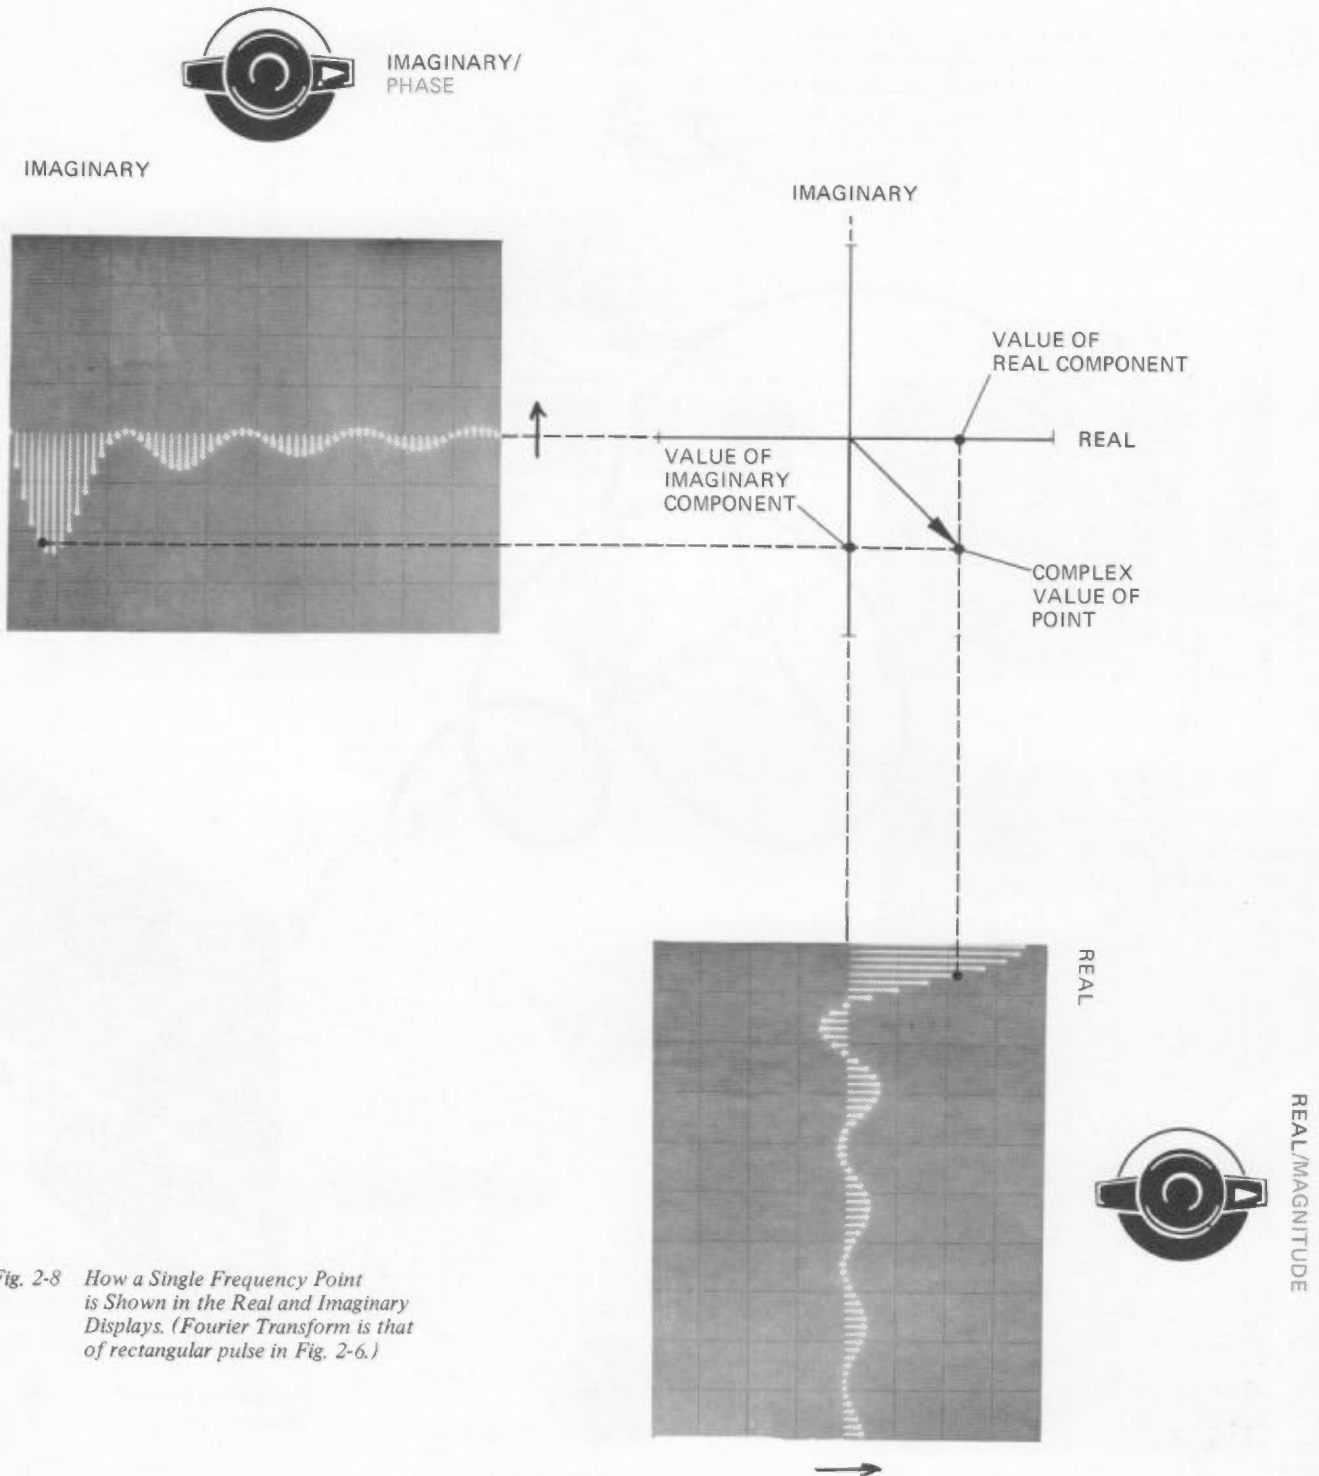 IMAGINARY/
PHASE
IMAGINARY
IMAGINARY
VALUE OF
REAL COMPONENT
REAL
VALUE OF
IMAGINARY
COMPONENT
COMPLEX
VALUE OF
POINT
REAL
REAL/MAGNITUDE
Fig. 2-8 How a Single Frequency Point
is Shown in the Real and Imaginary
Displays. (Fourier Transform is that
of rectangular pulse in Fig. 2-6.)